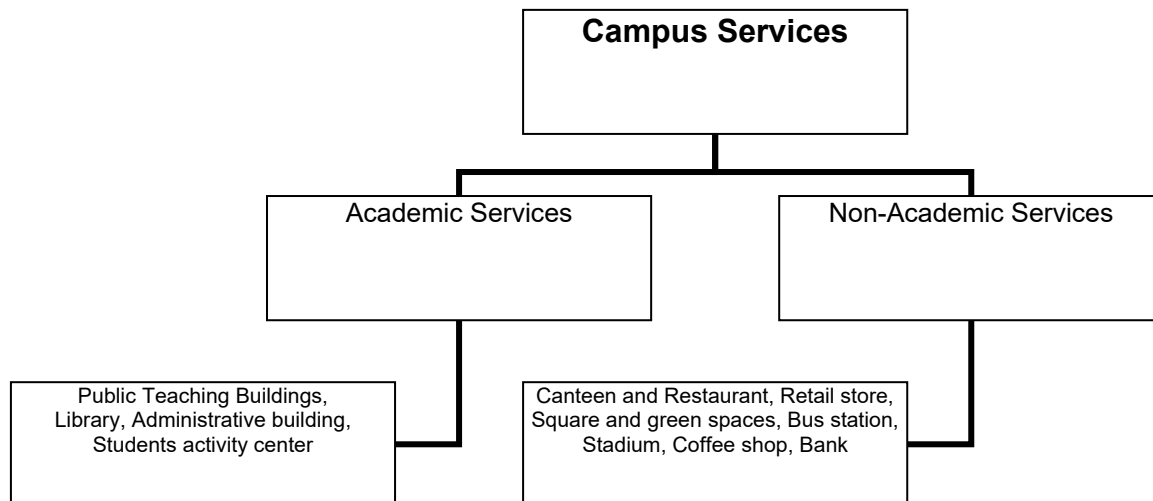 Campus Services
Academic Services
Non-Academic Services
Public Teaching Buildings,
Library, Administrative building,
Students activity center
Canteen and Restaurant, Retail store,
Square and green spaces, Bus station,
Stadium, Coffee shop, Bank